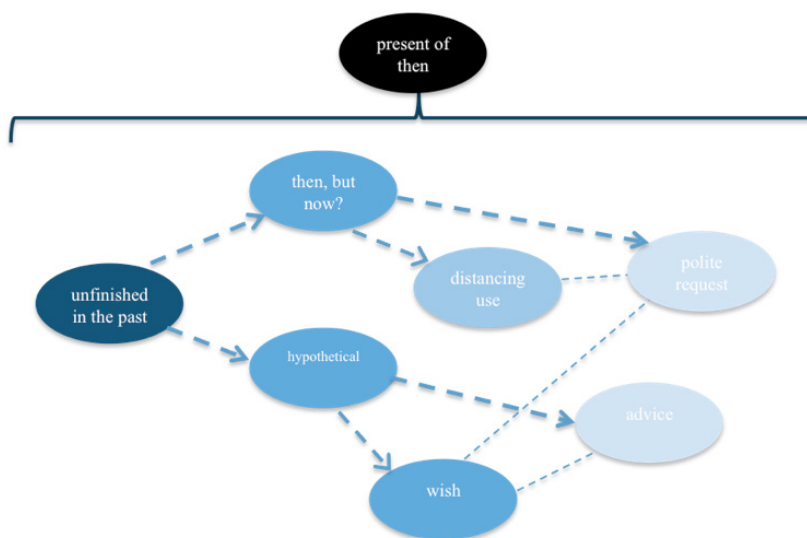 present of
then
then, but
now?
distancing
use
polite
request
unfinished
in the past
hypothetical
advice
wish